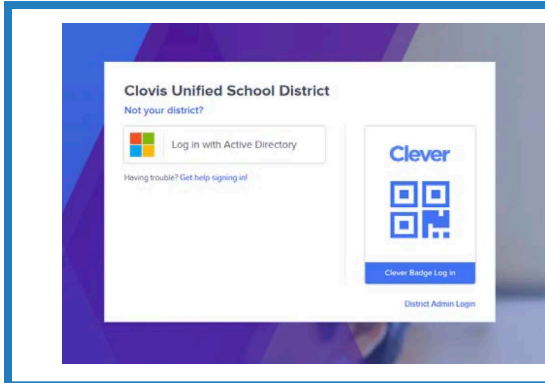 Clovis Unified School District
Not your district?
Log in with Active Directory
Having trouble? Get help signing in!
Clever
Clever Badge Log in
District Admin Login